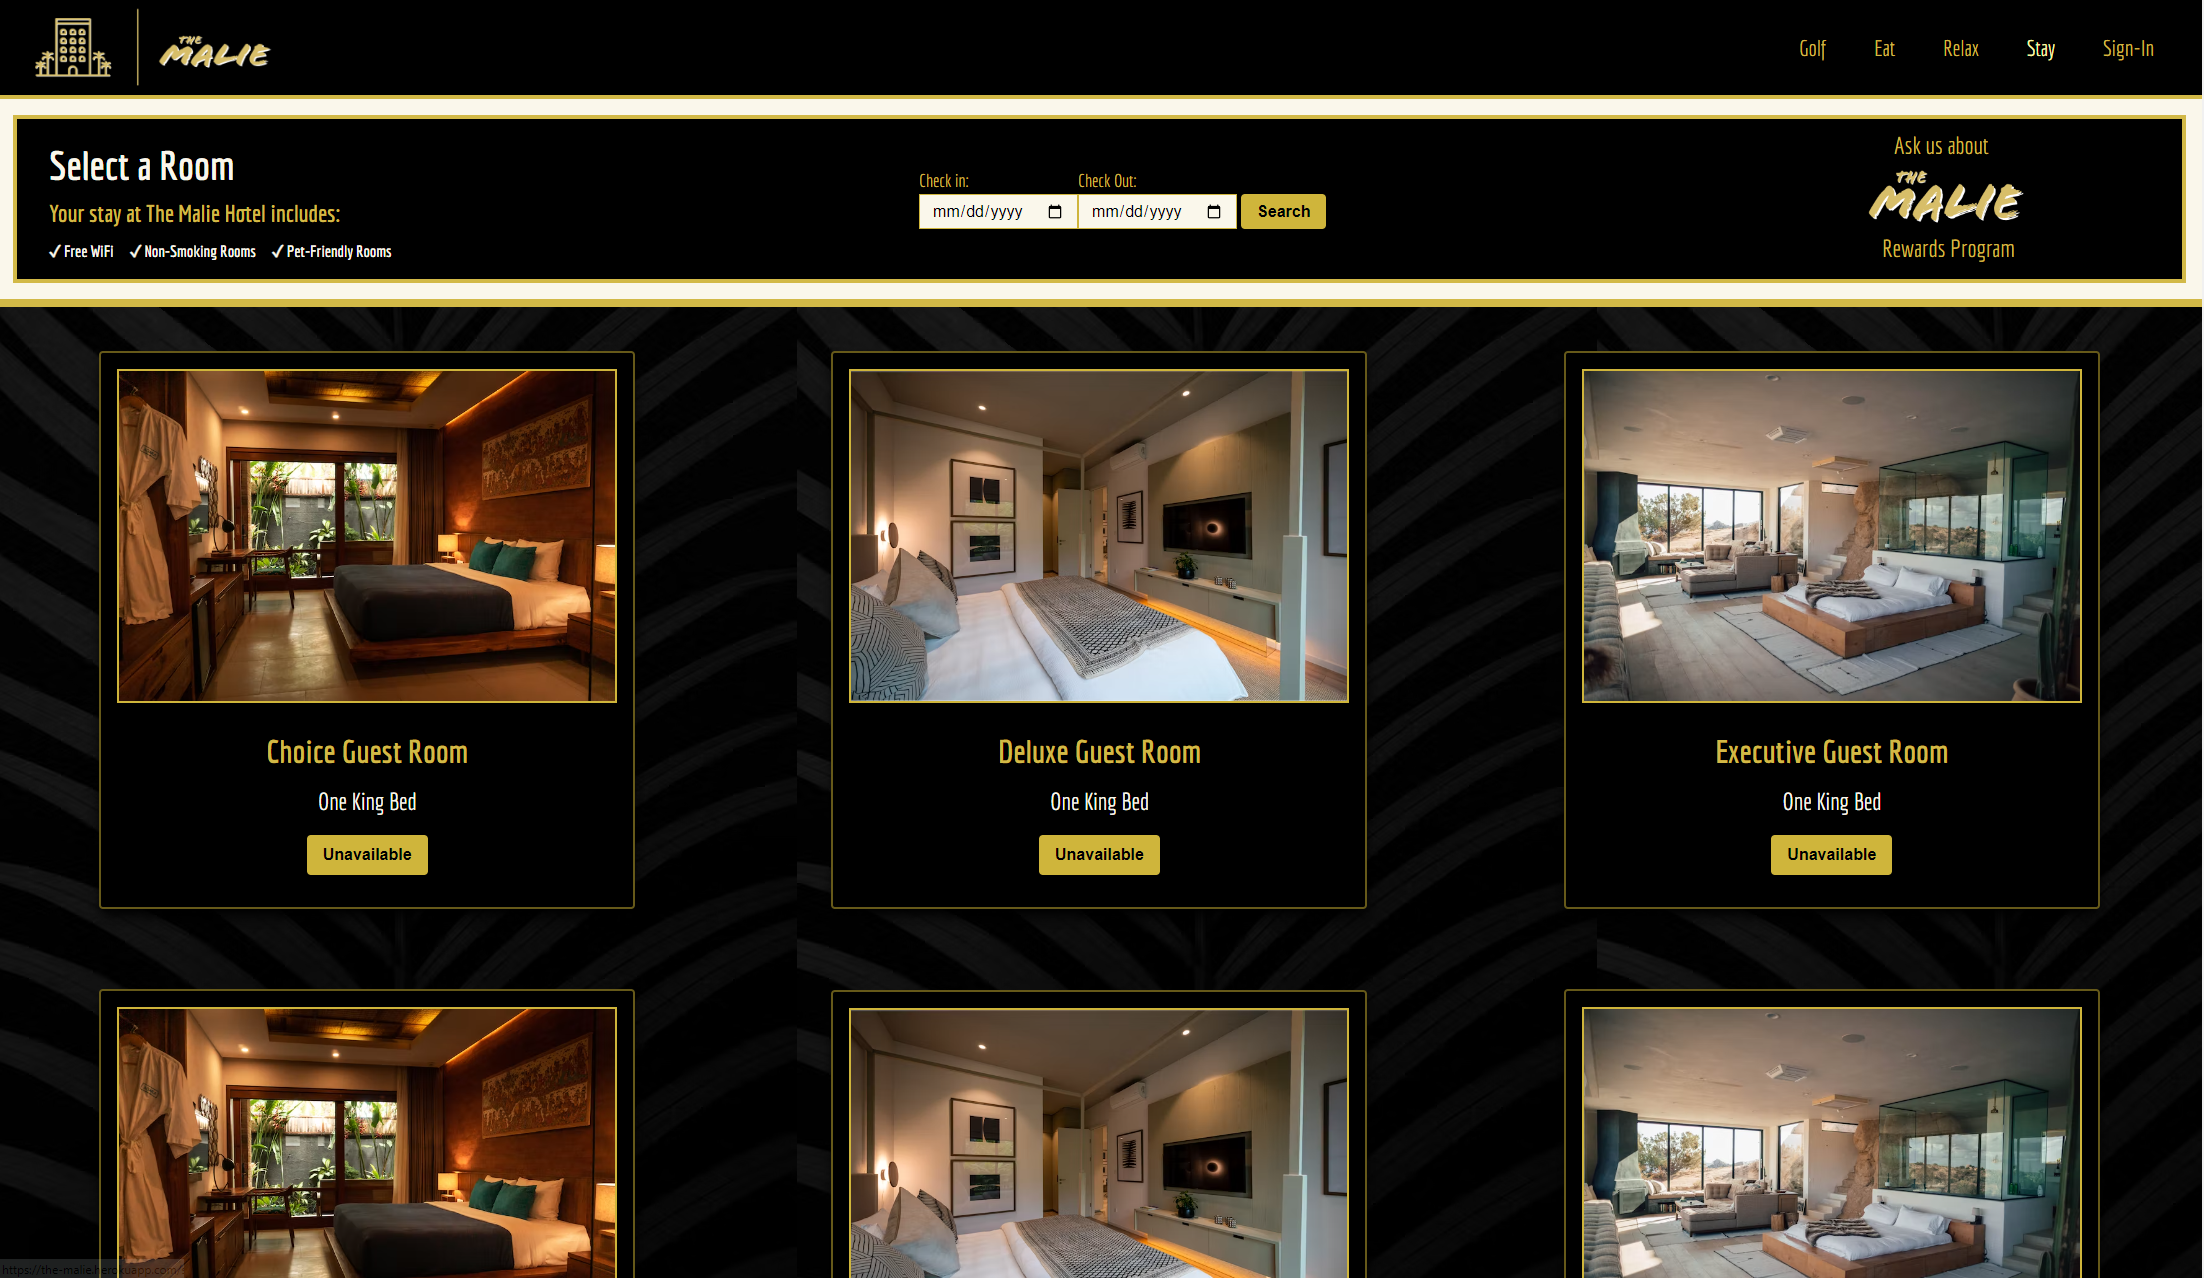 THE
MALIE
Golf Eat Relax Stay Sign-In
Select a Room
Your stay at The Malie Hotel includes:
✓ Free WiFi ✓ Non-Smoking Rooms ✓ Pet-Friendly Rooms
Check in: Check Out:
mm/dd/yyyy mm/dd/yyyy Search
Ask us about
THE
MALIE
Rewards Program
Choice Guest Room
One King Bed
Unavailable
Deluxe Guest Room
One King Bed
Unavailable
Executive Guest Room
One King Bed
Unavailable
https://the-malie.herokuapp.com/